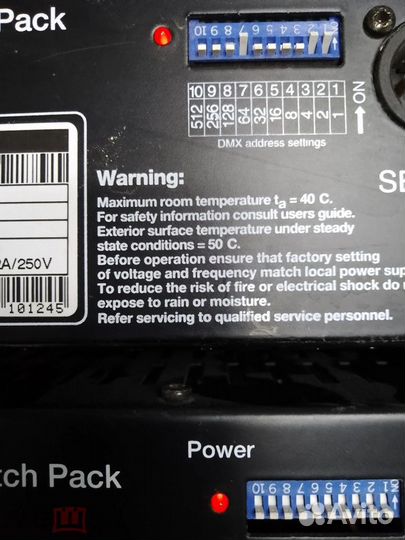 Pack
10 9 8 7 6 5 4 3 2 1
10 9 8 7 6 5 4 3 2 1 ON
512 256 128 64 32 16 8 4 2 1
DMX address settings
SE
Warning:
Maximum room temperature ta = 40 C.
For safety information consult users guide.
Exterior surface temperature under steady
state conditions = 50 C.
Before operation ensure that factory setting
of voltage and frequency match local power sup
To reduce the risk of fire or electrical shock do
expose to rain or moisture.
Refer servicing to qualified service personnel.
A/250V
101245
Power
tch Pack
10 9 8 7 6 5 4 3 2 1
Avito